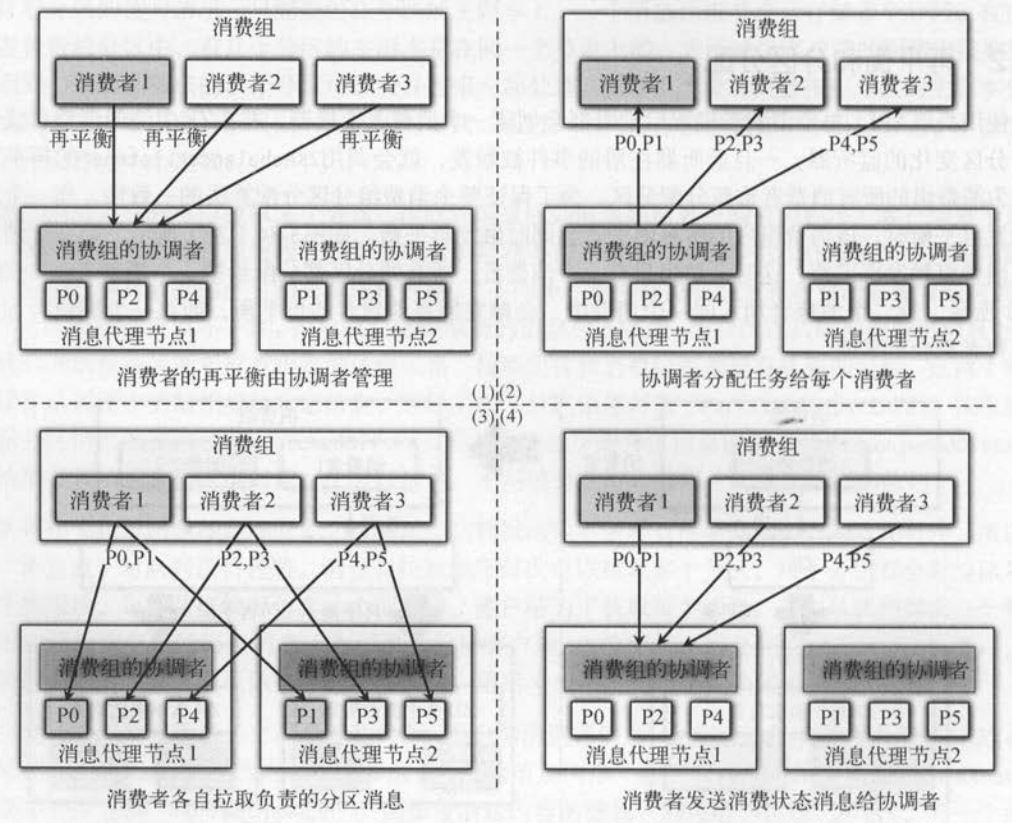 消费组
消费者1 消费者2 消费者3
再平衡 再平衡 再平衡
消费组的协调者 消费组的协调者
P0 P2 P4 P1 P3 P5
消息代理节点1 消息代理节点2
消费者的再平衡由协调者管理
消费组
消费者1 消费者2 消费者3
P0,P1 P2,P3 P4,P5
消费组的协调者 消费组的协调者
P0 P2 P4 P1 P3 P5
消息代理节点1 消息代理节点2
协调者分配任务给每个消费者
(1) (2)
(3) (4)
消费组
消费者1 消费者2 消费者3
P0,P1 P2,P3 P4,P5
消费组的协调者 消费组的协调者
P0 P2 P4 P1 P3 P5
消息代理节点1 消息代理节点2
消费者各自拉取负责的分区消息
消费组
消费者1 消费者2 消费者3
P0,P1 P2,P3 P4,P5
消费组的协调者 消费组的协调者
P0 P2 P4 P1 P3 P5
消息代理节点1 消息代理节点2
消费者发送消费状态消息给协调者